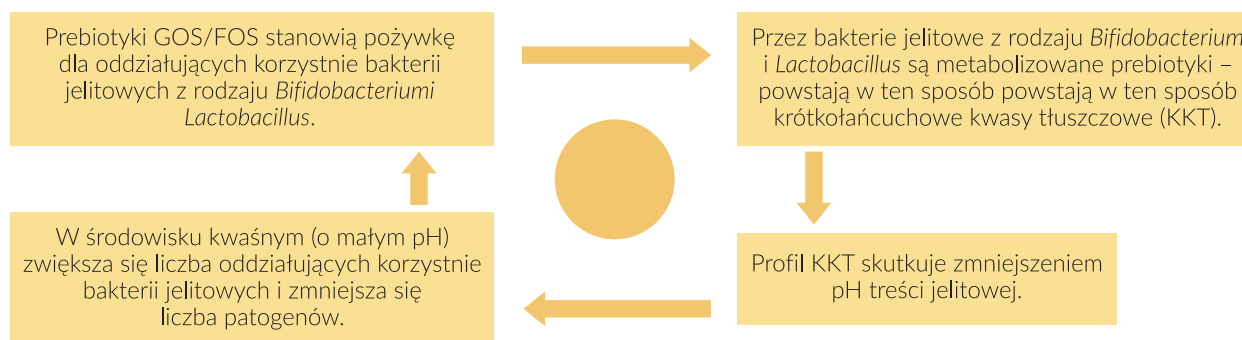 Prebiotyki GOS/FOS stanowią pożywkę
dla oddziałujących korzystnie bakterii
jelitowych z rodzaju Bifidobacteriumi
Lactobacillus.
Przez bakterie jelitowe z rodzaju Bifidobacterium
i Lactobacillus są metabolizowane prebiotyki –
powstają w ten sposób powstają w ten sposób
krótkołańcuchowe kwasy tłuszczowe (KKT).
Profil KKT skutkuje zmniejszeniem
pH treści jelitowej.
W środowisku kwaśnym (o małym pH)
zwiększa się liczba oddziałujących korzystnie
bakterii jelitowych i zmniejsza się
liczba patogenów.